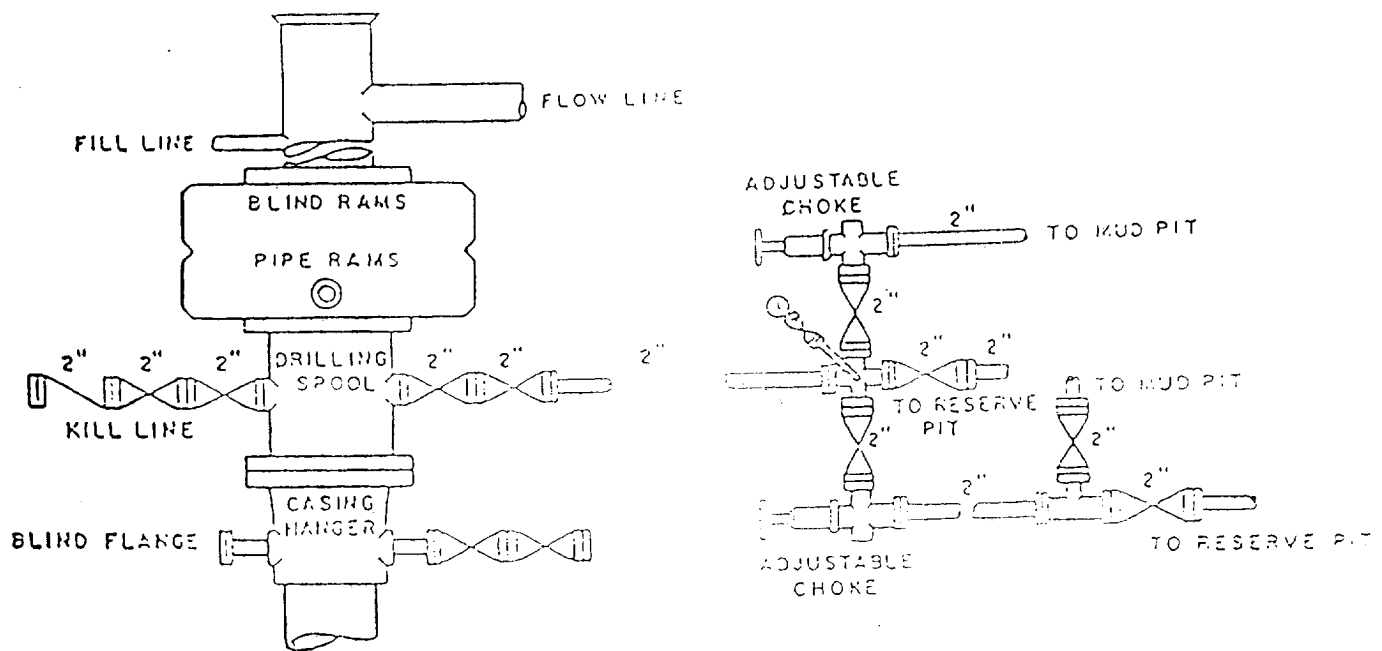 FLOW LINE
FILL LINE
BLIND RAMS
PIPE RAMS
2" 2" 2"
DRILLING
SPOOL
2" 2" 2"
KILL LINE
CASING
HANGER
BLIND FLANGE
ADJUSTABLE
CHOKE
2"
TO MUD PIT
2"
2" 2"
TO RESERVE
PIT
TO MUD PIT
2"
2"
2"
2"
TO RESERVE PIT
ADJUSTABLE
CHOKE